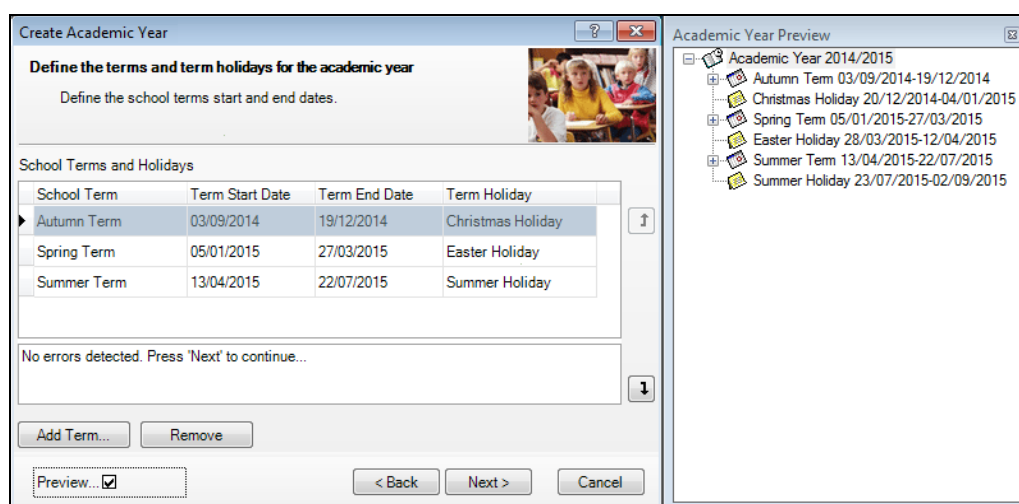 Create Academic Year
Define the terms and term holidays for the academic year
Define the school terms start and end dates.
School Terms and Holidays
School Term Term Start Date Term End Date Term Holiday
Autumn Term 03/09/2014 19/12/2014 Christmas Holiday
Spring Term 05/01/2015 27/03/2015 Easter Holiday
Summer Term 13/04/2015 22/07/2015 Summer Holiday
No errors detected. Press 'Next' to continue...
Add Term... Remove
Preview... < Back Next > Cancel
Academic Year Preview
Academic Year 2014/2015
Autumn Term 03/09/2014-19/12/2014
Christmas Holiday 20/12/2014-04/01/2015
Spring Term 05/01/2015-27/03/2015
Easter Holiday 28/03/2015-12/04/2015
Summer Term 13/04/2015-22/07/2015
Summer Holiday 23/07/2015-02/09/2015